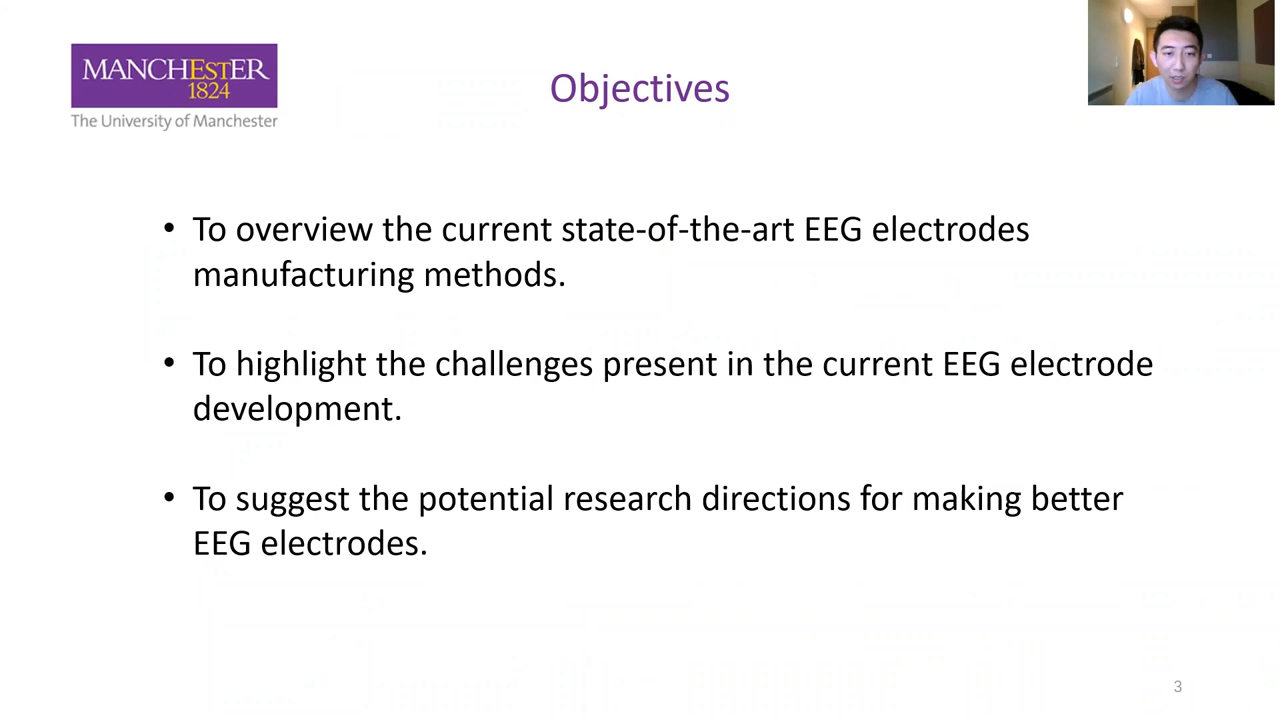 MANCHESTER
1824
The University of Manchester
Objectives
• To overview the current state-of-the-art EEG electrodes
manufacturing methods.
• To highlight the challenges present in the current EEG electrode
development.
• To suggest the potential research directions for making better
EEG electrodes.
3